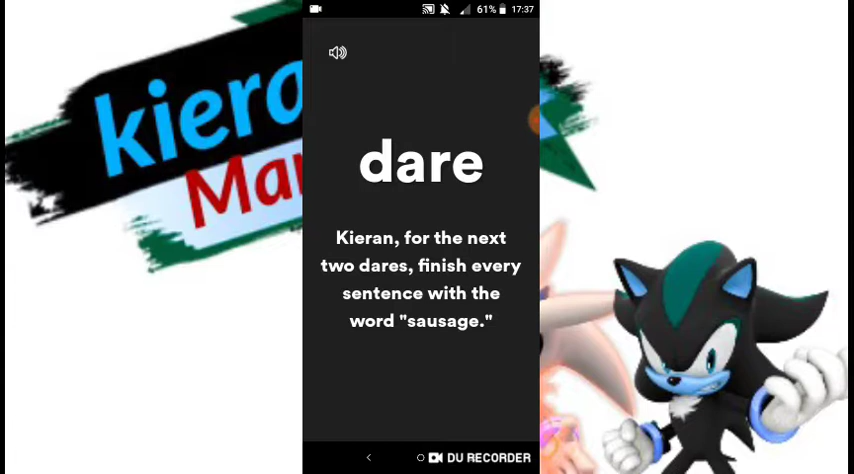 61% 17:37
kiera
Mar
dare
Kieran, for the next
two dares, finish every
sentence with the
word "sausage."
DU RECORDER